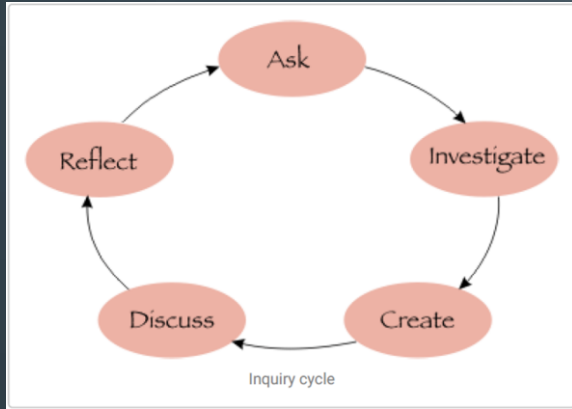 Ask
Investigate
Create
Discuss
Reflect
Inquiry cycle